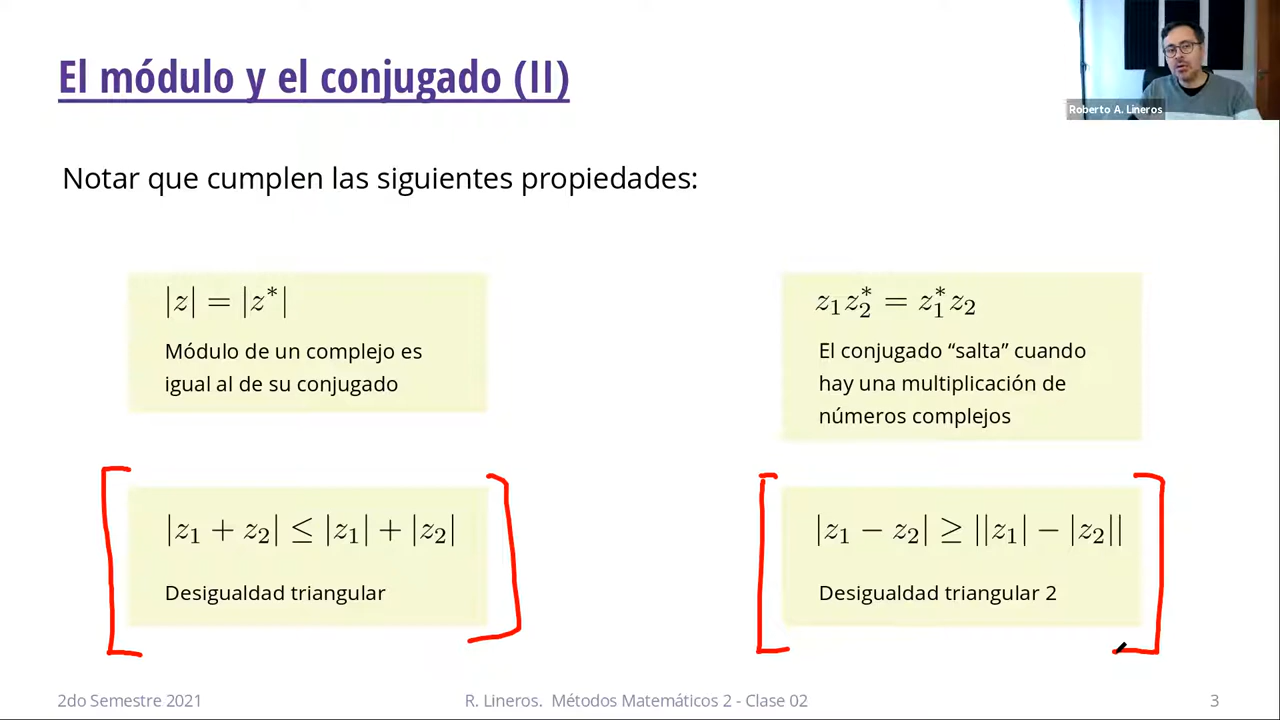 El módulo y el conjugado (II)
Roberto A. Lineros
Notar que cumplen las siguientes propiedades:
|z| = |z*|
Módulo de un complejo es
igual al de su conjugado
z₁z₂* = z₁*z₂
El conjugado “salta” cuando
hay una multiplicación de
números complejos
|z₁ + z₂| ≤ |z₁| + |z₂|
Desigualdad triangular
|z₁ − z₂| ≥ ||z₁| − |z₂||
Desigualdad triangular 2
2do Semestre 2021
R. Lineros. Métodos Matemáticos 2 - Clase 02
3